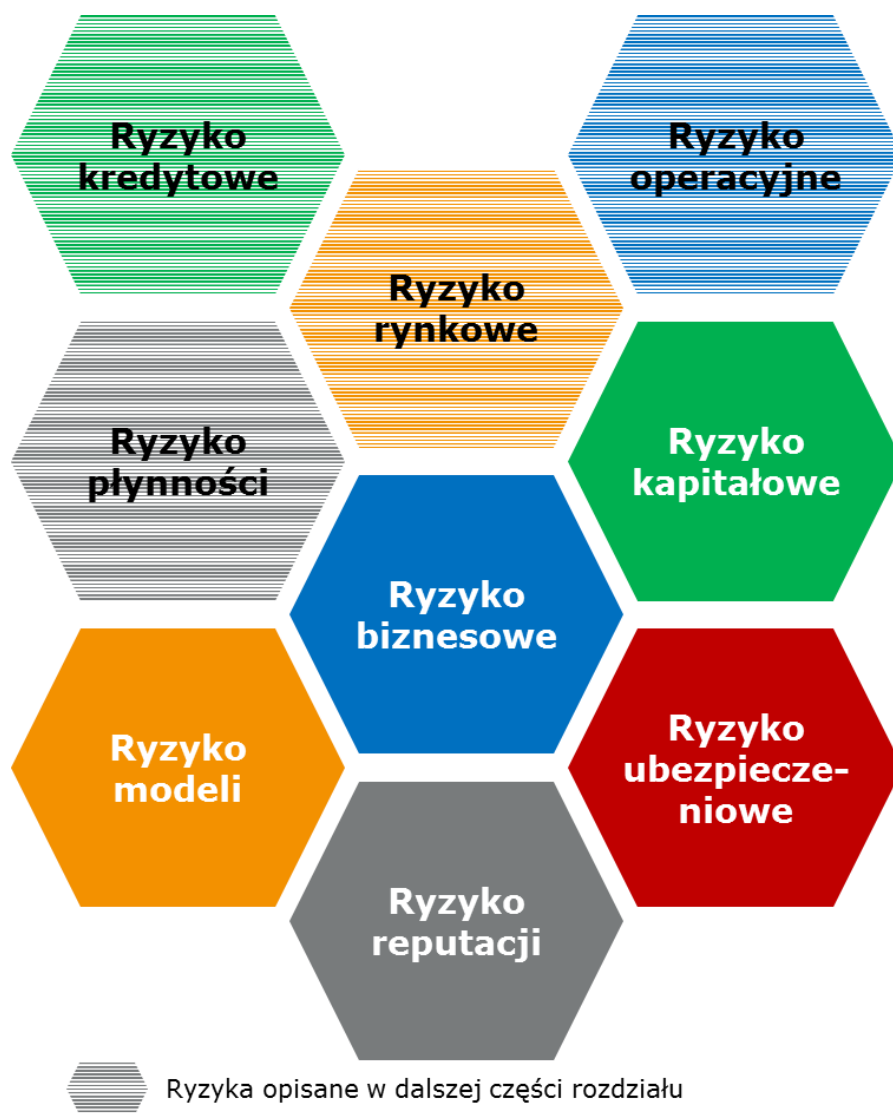 Ryzyko
kredytowe
Ryzyko
operacyjne
Ryzyko
rynkowe
Ryzyko
płynności
Ryzyko
kapitałowe
Ryzyko
biznesowe
Ryzyko
modeli
Ryzyko
ubezpiecze-
niowe
Ryzyko
reputacji
Ryzyka opisane w dalszej części rozdziału